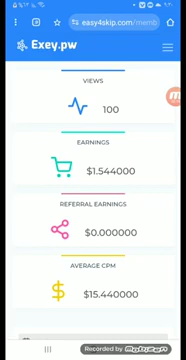 easy4skip.com/memb
Exey.pw
VIEWS
100
EARNINGS
$1.544000
REFERRAL EARNINGS
$0.000000
AVERAGE CPM
$15.440000
Recorded by
Mobizen